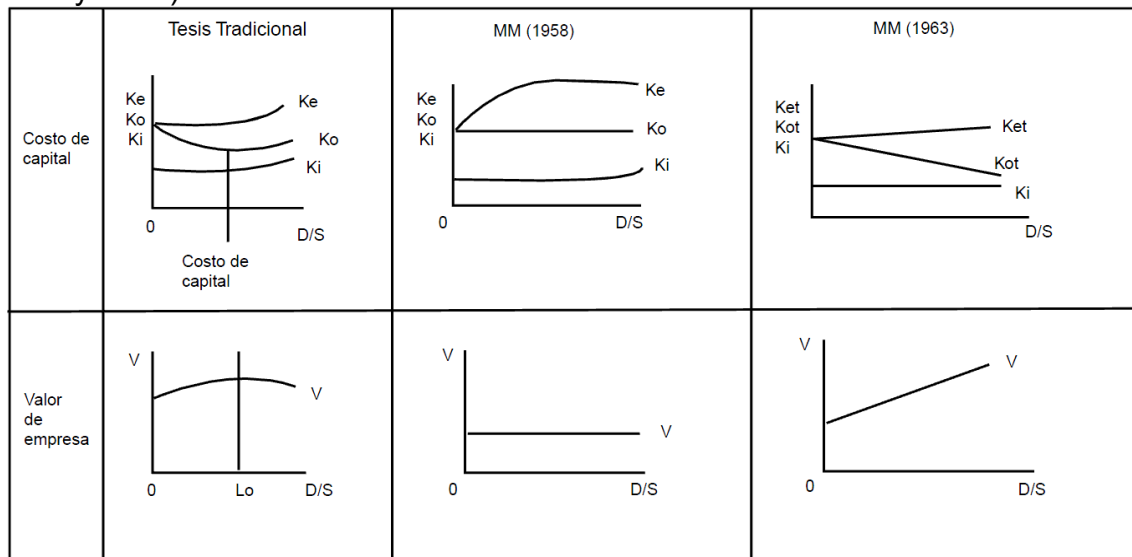 Tesis Tradicional
MM (1958)
MM (1963)
Costo de
capital
Ke
Ko
Ki
Ke
Ko
Ki
0
D/S
Costo de
capital
Ke
Ko
Ki
Ke
Ko
Ki
0
D/S
Ket
Kot
Ki
Ket
Kot
Ki
0
D/S
Valor
de
empresa
V
V
0
Lo
D/S
V
V
0
D/S
V
V
0
D/S